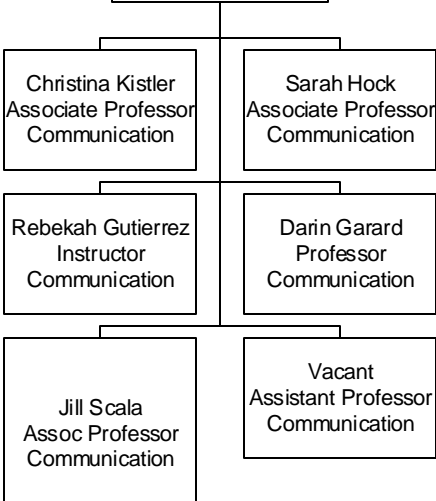 Christina Kistler
Associate Professor
Communication
Sarah Hock
Associate Professor
Communication
Rebekah Gutierrez
Instructor
Communication
Darin Garard
Professor
Communication
Jill Scala
Assoc Professor
Communication
Vacant
Assistant Professor
Communication